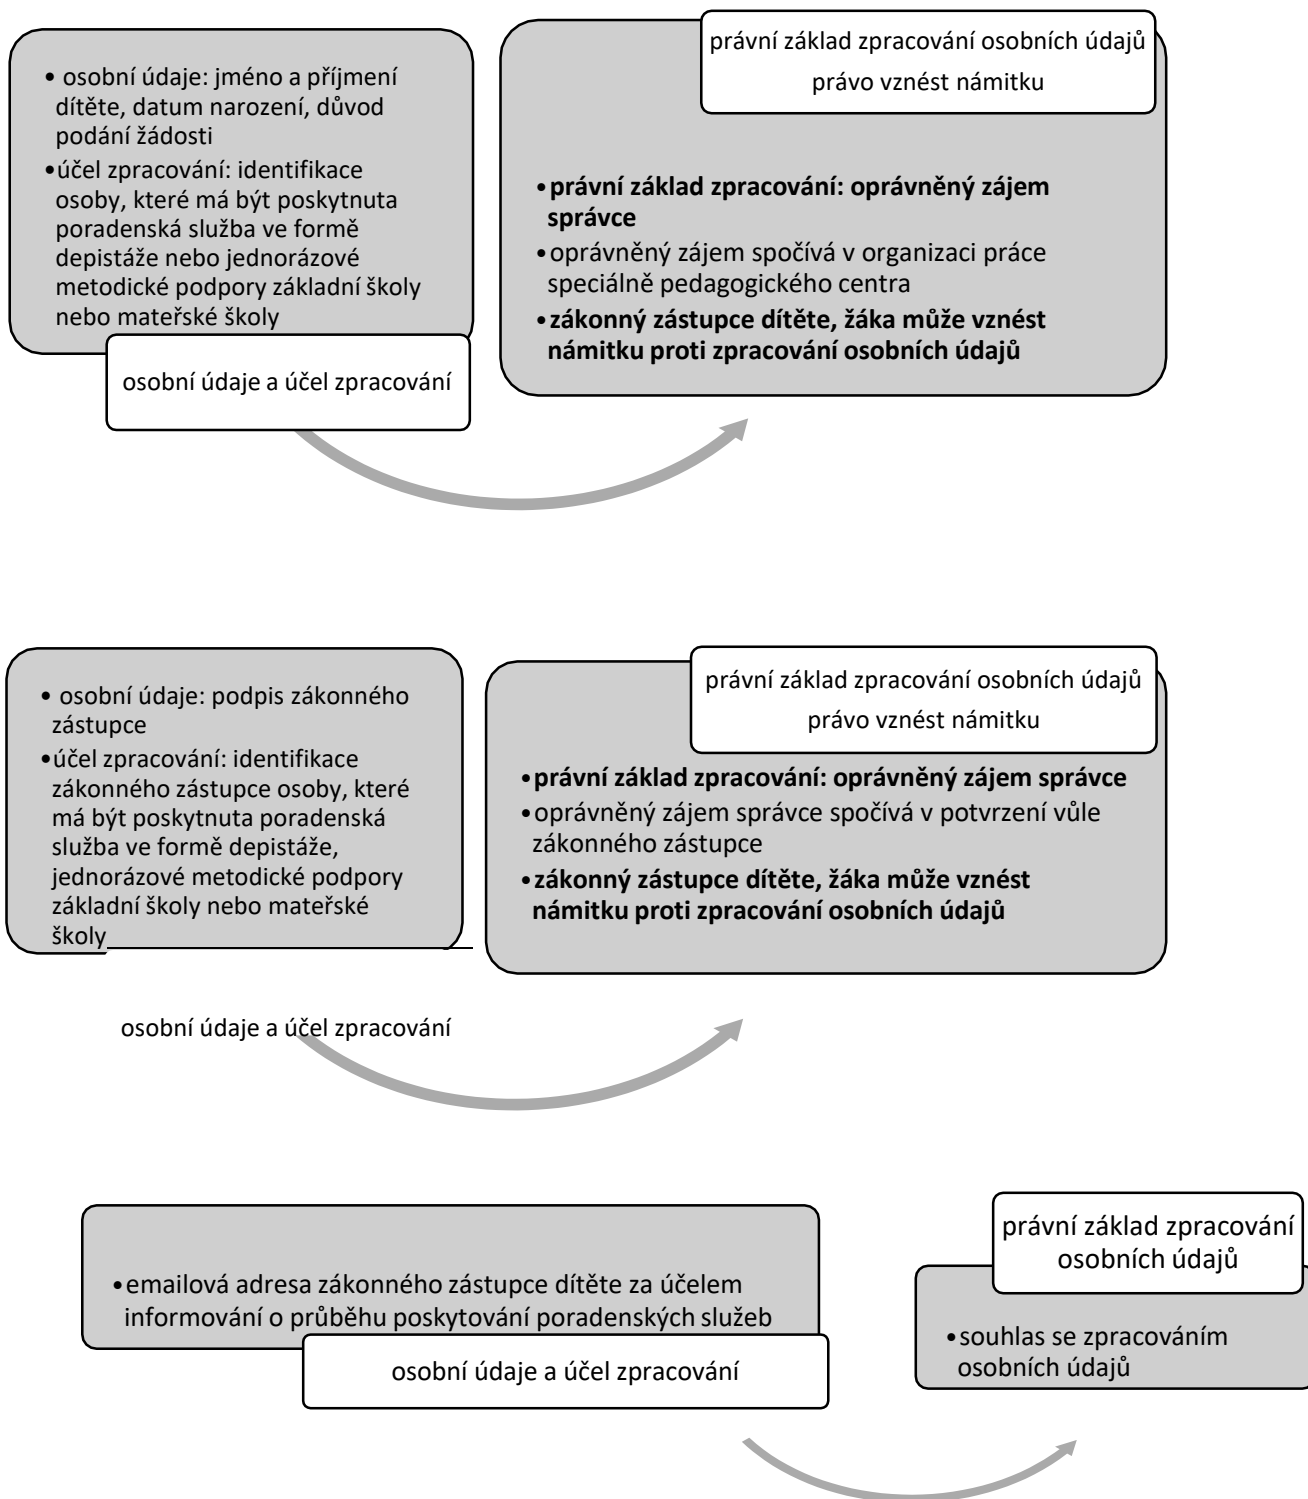 • osobní údaje: jméno a příjmení
dítěte, datum narození, důvod
podání žádosti
•účel zpracování: identifikace
osoby, které má být poskytnuta
poradenská služba ve formě
depistáže nebo jednorázové
metodické podpory základní školy
nebo mateřské školy
osobní údaje a účel zpracování
právní základ zpracování osobních údajů
právo vznést námitku
•právní základ zpracování: oprávněný zájem
správce
•oprávněný zájem spočívá v organizaci práce
speciálně pedagogického centra
•zákonný zástupce dítěte, žáka může vznést
námitku proti zpracování osobních údajů
• osobní údaje: podpis zákonného
zástupce
•účel zpracování: identifikace
zákonného zástupce osoby, které
má být poskytnuta poradenská
služba ve formě depistáže,
jednorázové metodické podpory
základní školy nebo mateřské
školy
osobní údaje a účel zpracování
právní základ zpracování osobních údajů
právo vznést námitku
•právní základ zpracování: oprávněný zájem správce
•oprávněný zájem správce spočívá v potvrzení vůle
zákonného zástupce
•zákonný zástupce dítěte, žáka může vznést
námitku proti zpracování osobních údajů
•emailová adresa zákonného zástupce dítěte za účelem
informování o průběhu poskytování poradenských služeb
osobní údaje a účel zpracování
právní základ zpracování
osobních údajů
•souhlas se zpracováním
osobních údajů